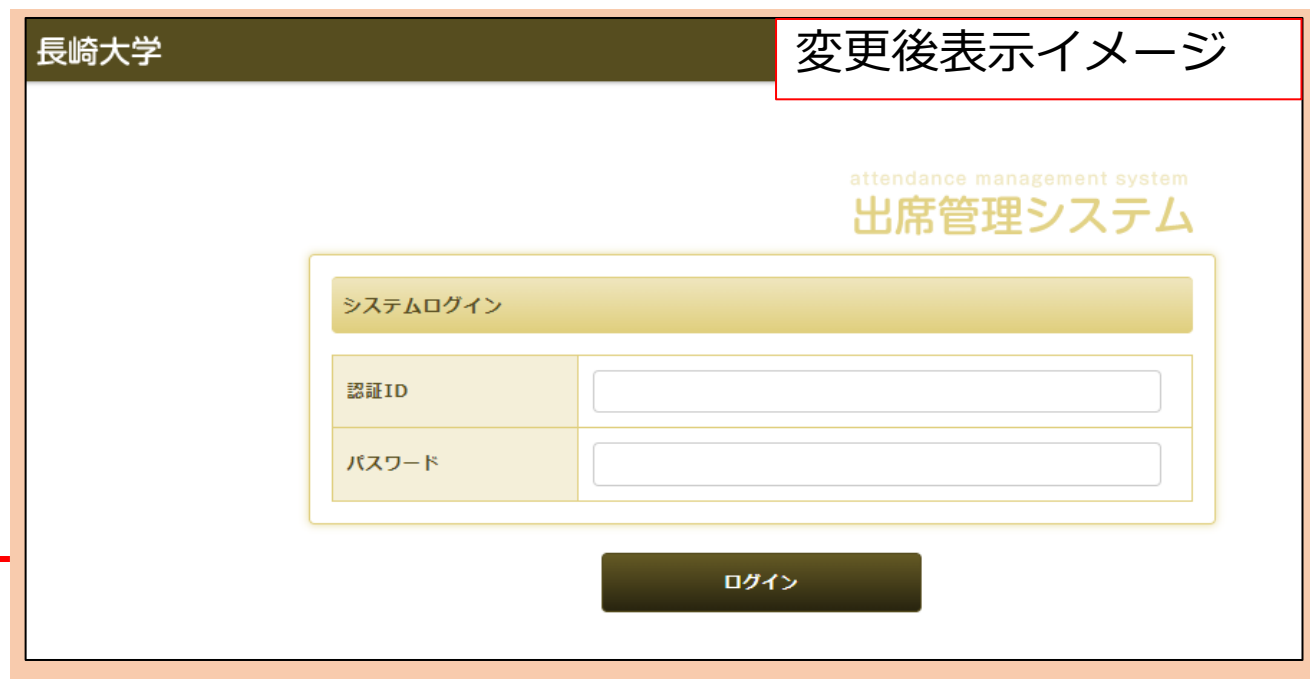 長崎大学
変更後表示イメージ
attendance management system
出席管理システム
システムログイン
認証ID
パスワード
ログイン